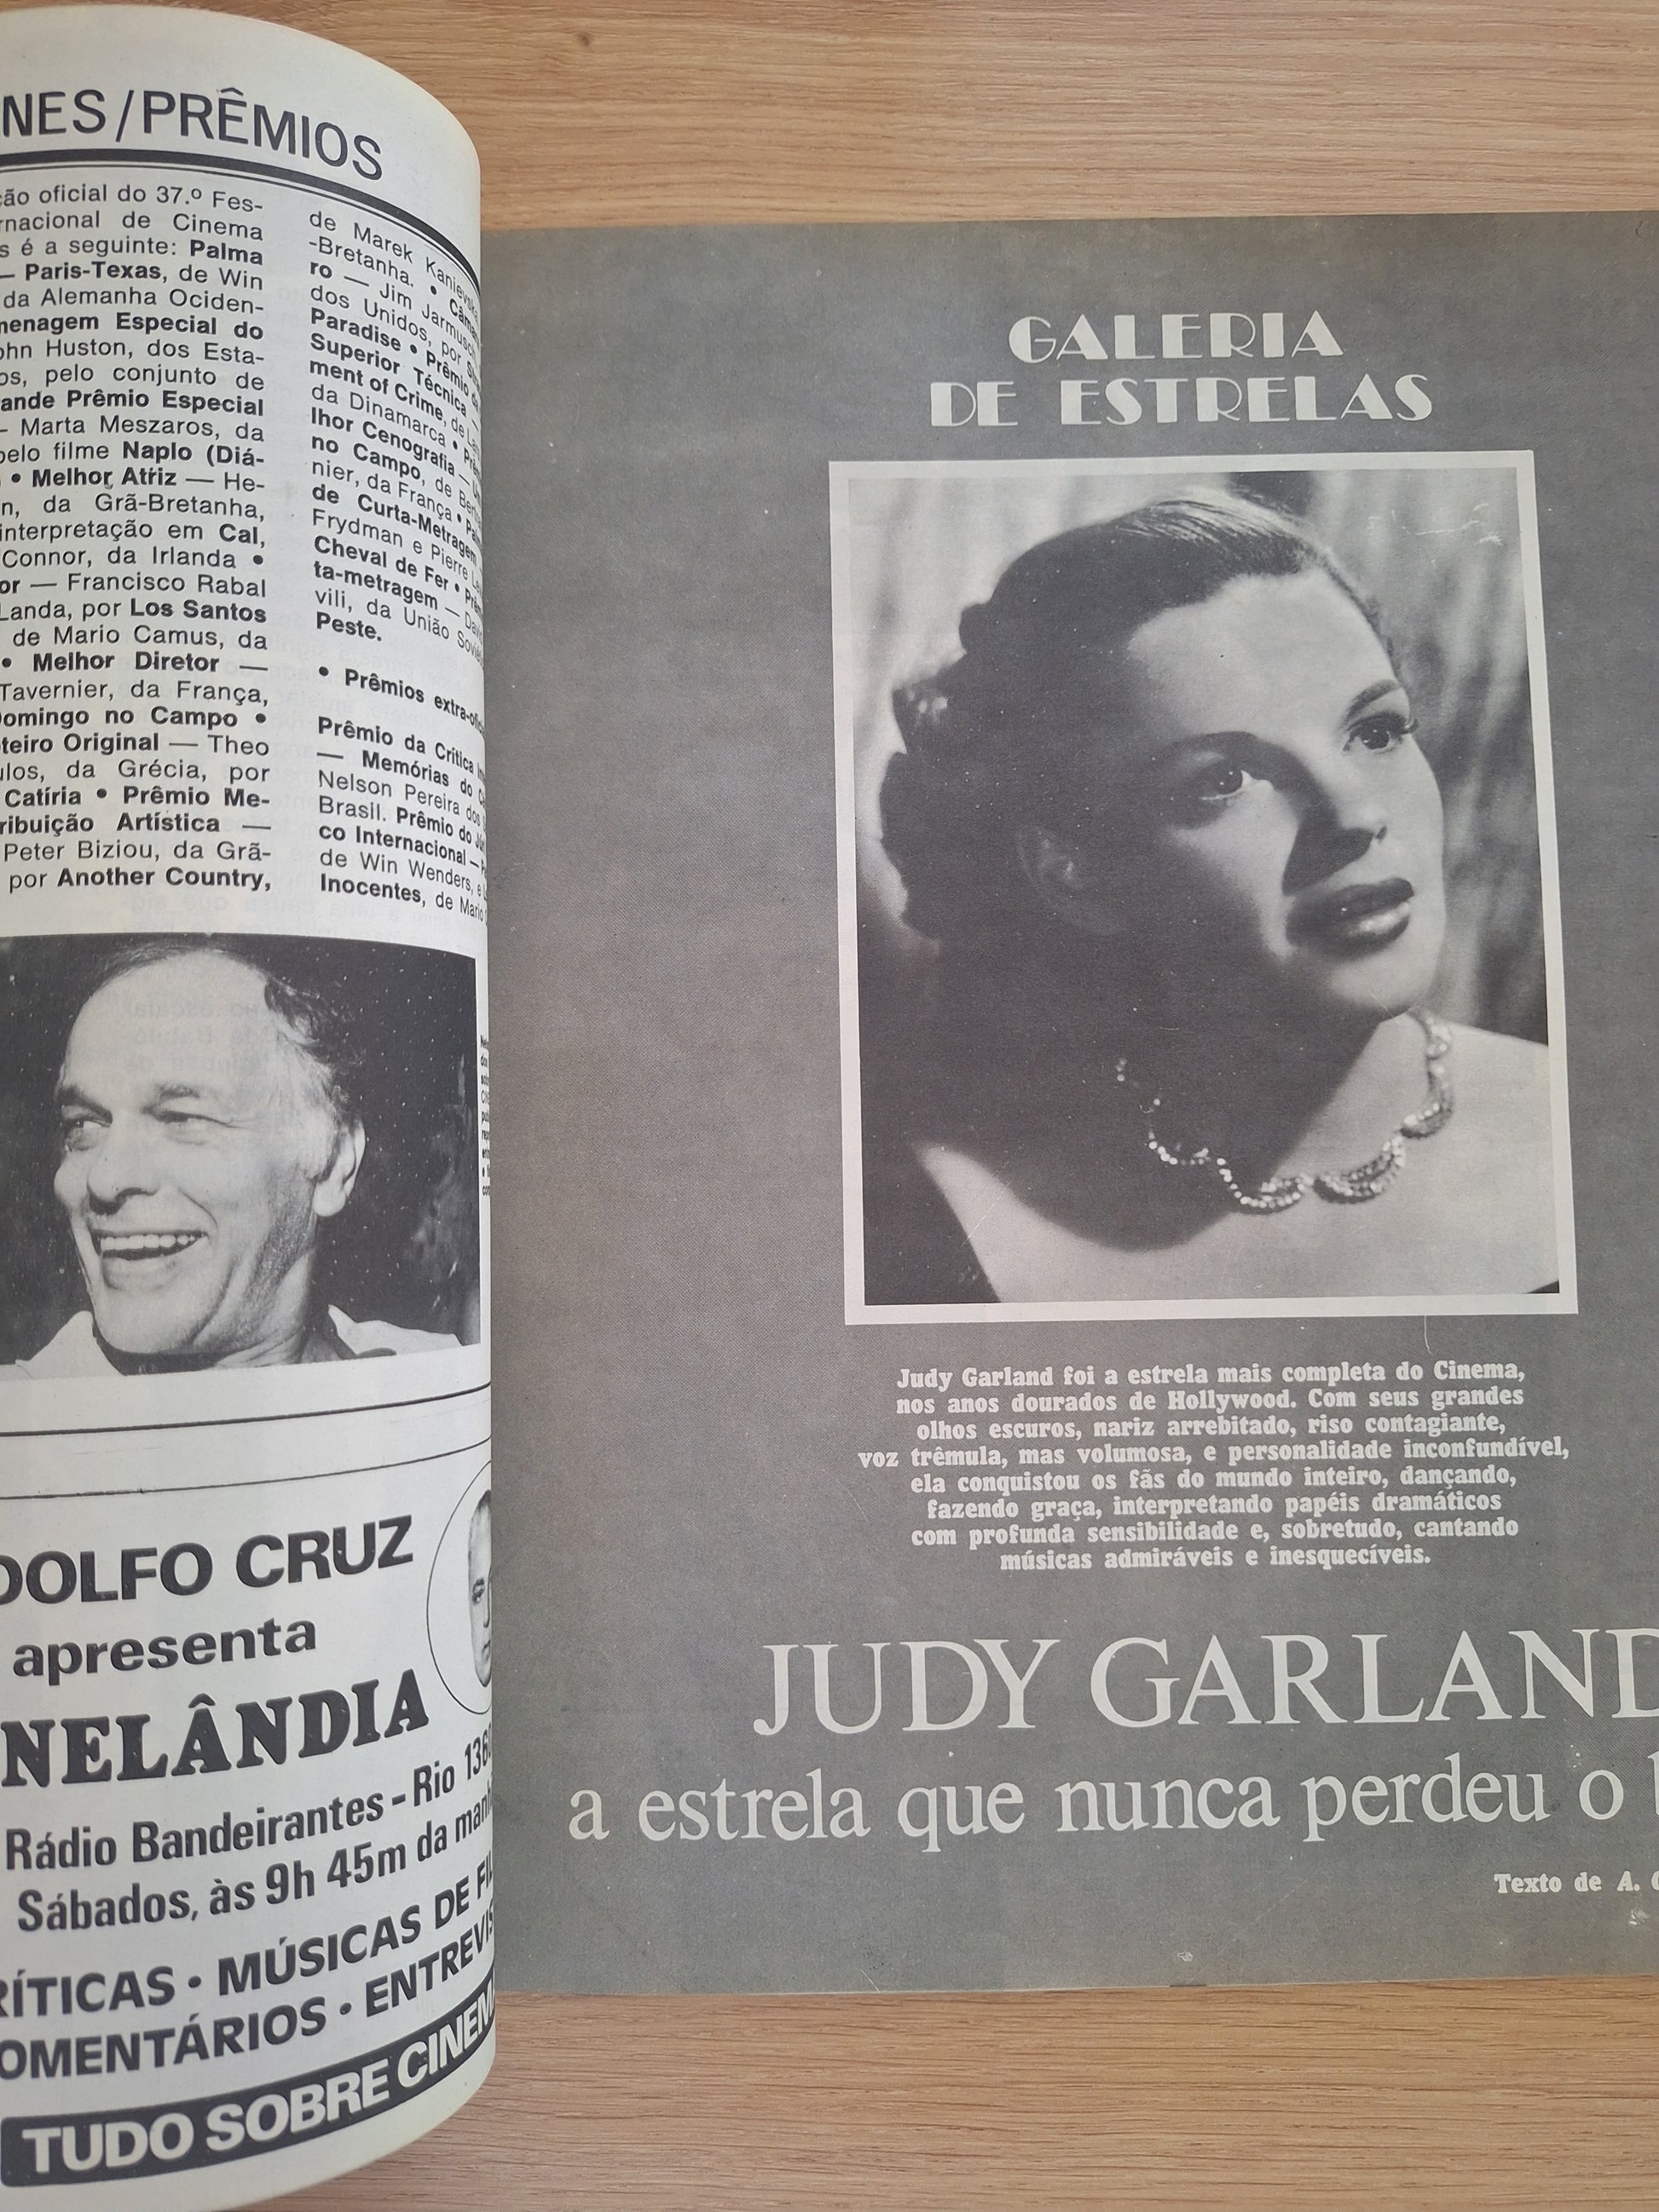 NES/PRÊMIOS
ção oficial do 37.º Fes-
rnacional de Cinema
s é a seguinte: Palma
— Paris-Texas, de Win
da Alemanha Ociden-
menagem Especial do
ohn Huston, dos Esta-
os, pelo conjunto de
ande Prêmio Especial
- Marta Meszaros, da
pelo filme Naplo (Diá-
• Melhor Atriz — He-
n, da Grã-Bretanha,
interpretação em Cal,
Connor, da Irlanda •
or — Francisco Rabal
Landa, por Los Santos
de Mario Camus, da
• Melhor Diretor —
Tavernier, da França,
Domingo no Campo •
teiro Original — Theo
ulos, da Grécia, por
Catíria • Prêmio Me-
ribuição Artística —
Peter Biziou, da Grã-
por Another Country,
de Marek Kanievska
-Bretanha. •
ro — Jim Jarmusch
dos Unidos, por
Paradise • Prêmio
Superior Técnica —
ment of Crime, de
da Dinamarca •
lhor Cenografia —
no Campo, de
nier, da França •
de Curta-Metragem
Frydman e Pierre
Cheval de Fer •
ta-metragem —
vili, da União
Peste.
• Prêmios
Prêmio da Crítica
— Memórias do
Nelson Pereira dos
Brasil. Prêmio do
co Internacional —
de Win Wenders, e
Inocentes, de Mario
DOLFO CRUZ
apresenta
NELÂNDIA
Rádio Bandeirantes - Rio 136
Sábados, às 9h 45m da
RÍTICAS • MÚSICAS DE
OMENTÁRIOS •
TUDO SOBRE CINEMA
GALERIA
DE ESTRELAS
Judy Garland foi a estrela mais completa do Cinema,
nos anos dourados de Hollywood. Com seus grandes
olhos escuros, nariz arrebitado, riso contagiante,
voz trêmula, mas volumosa, e personalidade inconfundível,
ela conquistou os fãs do mundo inteiro, dançando,
fazendo graça, interpretando papéis dramáticos
com profunda sensibilidade e, sobretudo, cantando
músicas admiráveis e inesquecíveis.
JUDY GARLAND
a estrela que nunca perdeu o
Texto de A.